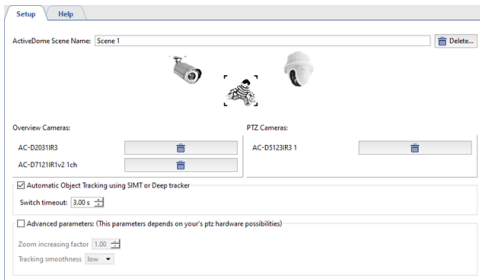 Setup Help
ActiveDome Scene Name: Scene 1 Delete...
Overview Cameras: PTZ Cameras:
AC-D2031IR3 AC-D5123IR3 1
AC-D7121IR1v2 1ch
Automatic Object Tracking using SIMT or Deep tracker
Switch timeout: 3.00 s
Advanced parameters: (This parameters depends on your's ptz hardware possibilities)
Zoom increasing factor 1.00
Tracking smoothness low